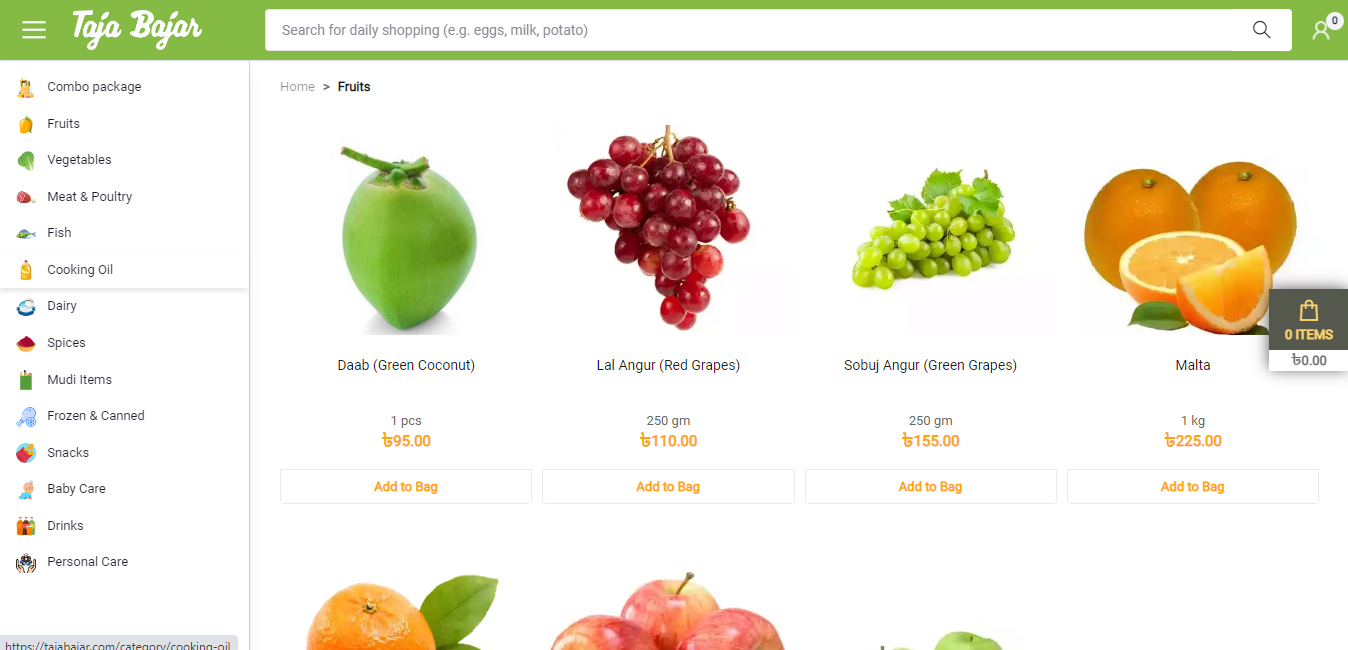 Taja Bajar
Search for daily shopping (e.g. eggs, milk, potato)
0
Combo package
Fruits
Vegetables
Meat & Poultry
Fish
Cooking Oil
Dairy
Spices
Mudi Items
Frozen & Canned
Snacks
Baby Care
Drinks
Personal Care
Home > Fruits
Daab (Green Coconut)
1 pcs
৳95.00
Add to Bag
Lal Angur (Red Grapes)
250 gm
৳110.00
Add to Bag
Sobuj Angur (Green Grapes)
250 gm
৳155.00
Add to Bag
Malta
1 kg
৳225.00
Add to Bag
0 ITEMS
৳0.00
https://tajabajar.com/category/cooking-oil